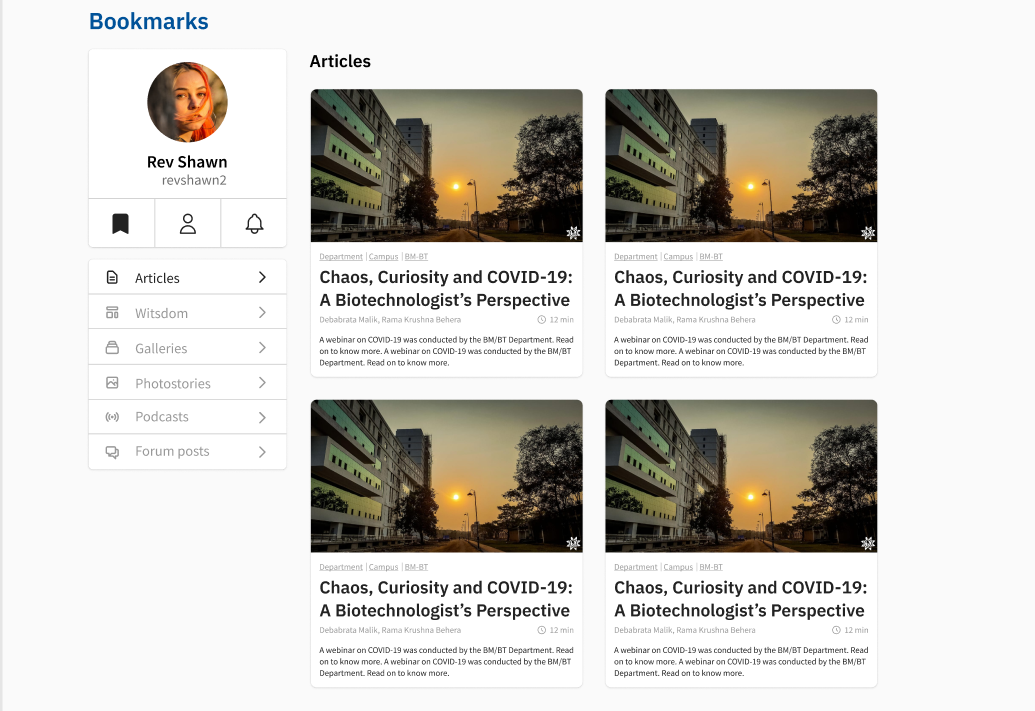 Bookmarks
Rev Shawn
revshawn2
Articles
Witsdom
Galleries
Photostories
Podcasts
Forum posts
Articles
Department | Campus | BM-BT
Chaos, Curiosity and COVID-19:
A Biotechnologist’s Perspective
Debabrata Malik, Rama Krushna Behera 12 min
A webinar on COVID-19 was conducted by the BM/BT Department. Read
on to know more. A webinar on COVID-19 was conducted by the BM/BT
Department. Read on to know more.
Department | Campus | BM-BT
Chaos, Curiosity and COVID-19:
A Biotechnologist’s Perspective
Debabrata Malik, Rama Krushna Behera 12 min
A webinar on COVID-19 was conducted by the BM/BT Department. Read
on to know more. A webinar on COVID-19 was conducted by the BM/BT
Department. Read on to know more.
Department | Campus | BM-BT
Chaos, Curiosity and COVID-19:
A Biotechnologist’s Perspective
Debabrata Malik, Rama Krushna Behera 12 min
A webinar on COVID-19 was conducted by the BM/BT Department. Read
on to know more. A webinar on COVID-19 was conducted by the BM/BT
Department. Read on to know more.
Department | Campus | BM-BT
Chaos, Curiosity and COVID-19:
A Biotechnologist’s Perspective
Debabrata Malik, Rama Krushna Behera 12 min
A webinar on COVID-19 was conducted by the BM/BT Department. Read
on to know more. A webinar on COVID-19 was conducted by the BM/BT
Department. Read on to know more.